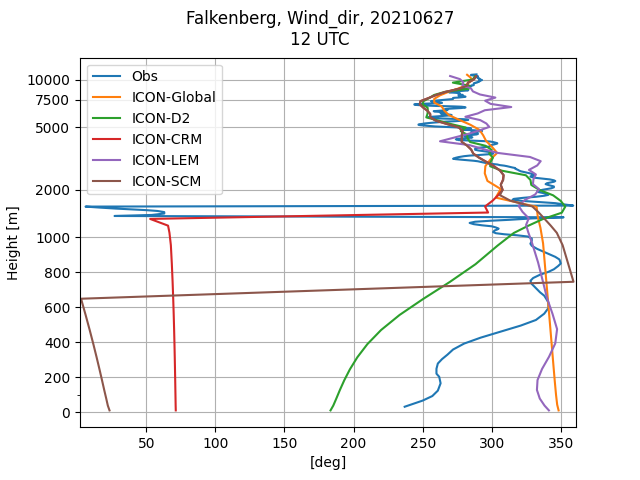 Falkenberg, Wind_dir, 20210627
12 UTC
Obs
ICON-Global
ICON-D2
ICON-CRM
ICON-LEM
ICON-SCM
Height [m]
10000
7500
5000
2000
1000
800
600
400
200
0
50 100 150 200 250 300 350
[deg]